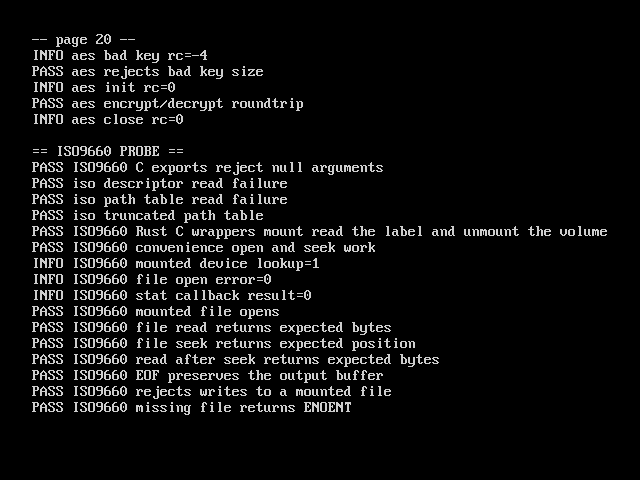 -- page 20 --
INFO aes bad key rc=-4
PASS aes rejects bad key size
INFO aes init rc=0
PASS aes encrypt/decrypt roundtrip
INFO aes close rc=0
== ISO9660 PROBE ==
PASS ISO9660 C exports reject null arguments
PASS iso descriptor read failure
PASS iso path table read failure
PASS iso truncated path table
PASS ISO9660 Rust C wrappers mount read the label and unmount the volume
PASS ISO9660 convenience open and seek work
INFO ISO9660 mounted device lookup=1
INFO ISO9660 file open error=0
INFO ISO9660 stat callback result=0
PASS ISO9660 mounted file opens
PASS ISO9660 file read returns expected bytes
PASS ISO9660 file seek returns expected position
PASS ISO9660 read after seek returns expected bytes
PASS ISO9660 EOF preserves the output buffer
PASS ISO9660 rejects writes to a mounted file
PASS ISO9660 missing file returns ENOENT